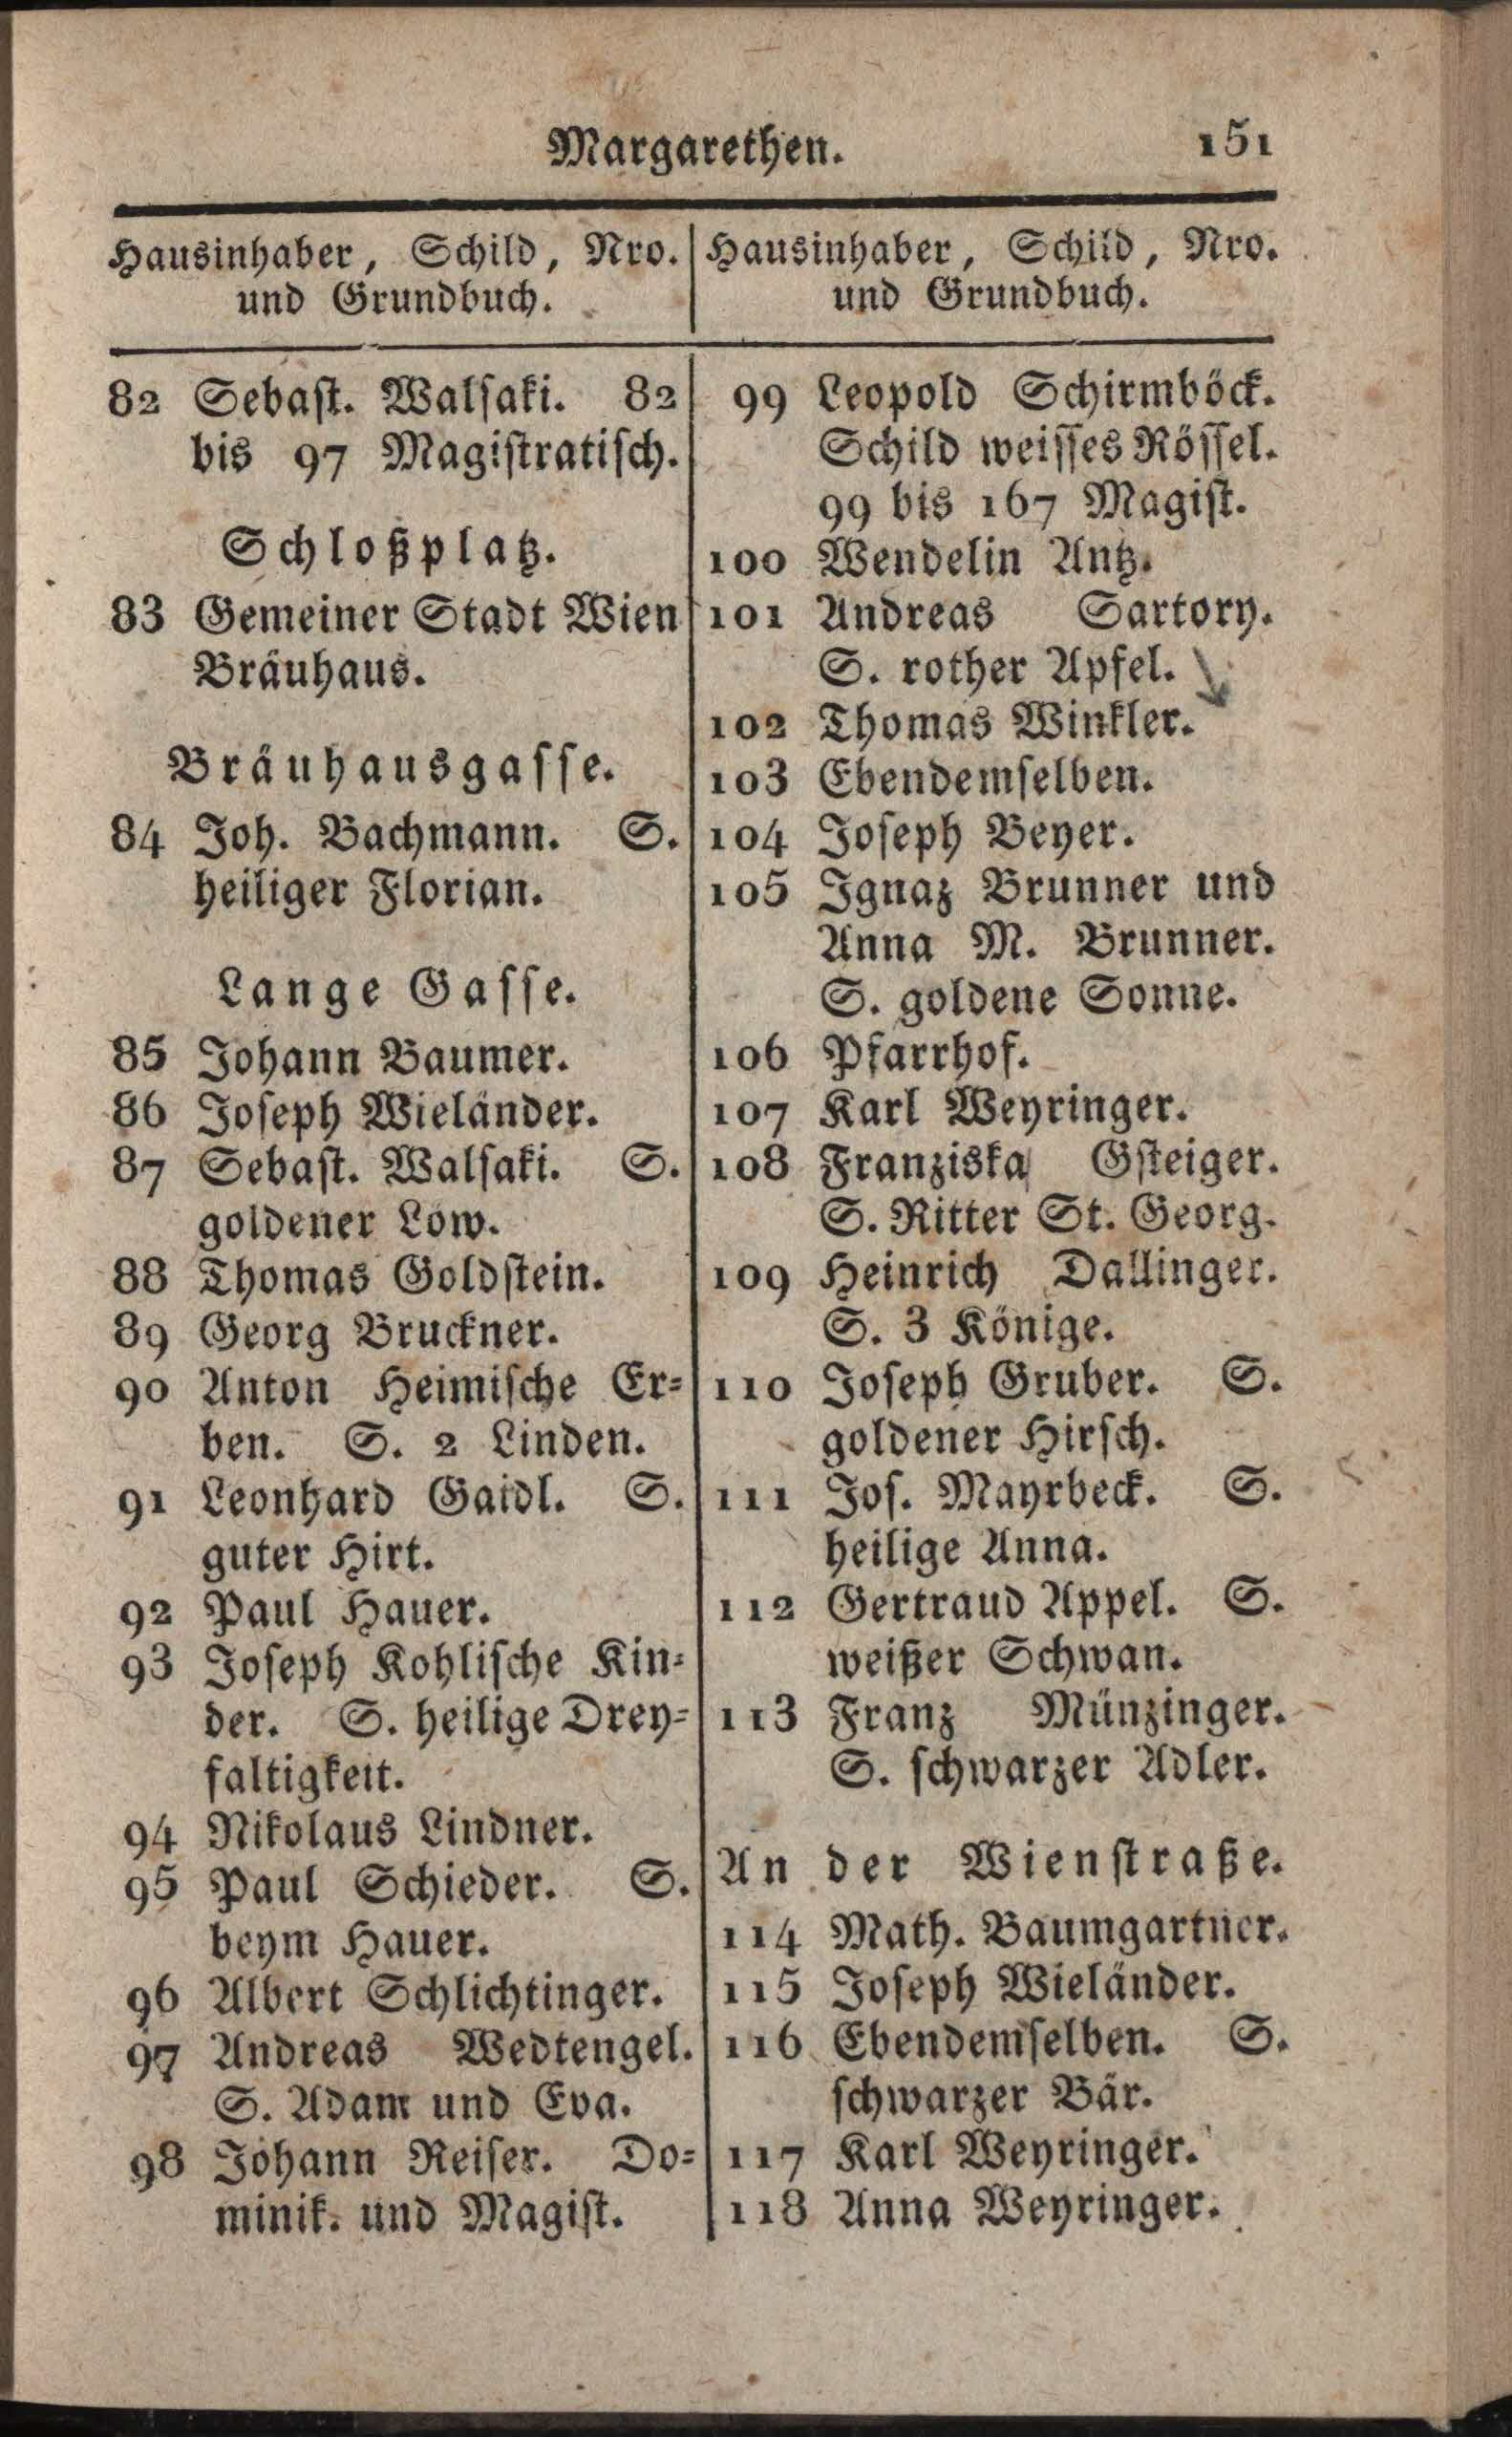 Margarethen. 151
Hausinhaber, Schild, Nro.
und Grundbuch.
82 Sebast. Walsaki. 82
bis 97 Magistratisch.
Schloßplatz.
83 Gemeiner Stadt Wien
Bräuhaus.
Bräuhausgasse.
84 Joh. Bachmann. S.
heiliger Florian.
Lange Gasse.
85 Johann Baumer.
86 Joseph Wieländer.
87 Sebast. Walsaki. S.
goldener Löw.
88 Thomas Goldstein.
89 Georg Bruckner.
90 Anton Heimische Er-
ben. S. 2 Linden.
91 Leonhard Gaidl. S.
guter Hirt.
92 Paul Hauer.
93 Joseph Kohlische Kin-
der. S. heilige Drey-
faltigkeit.
94 Nikolaus Lindner.
95 Paul Schieder. S.
beym Hauer.
96 Albert Schlichtinger.
97 Andreas Wedtengel.
S. Adam und Eva.
98 Johann Reiser. Do-
minik. und Magist.
Hausinhaber, Schild, Nro.
und Grundbuch.
99 Leopold Schirmböck.
Schild weisses Rössel.
99 bis 167 Magist.
100 Wendelin Antz.
101 Andreas Sartory.
S. rother Apfel.
102 Thomas Winkler.
103 Ebendemselben.
104 Joseph Beyer.
105 Ignaz Brunner und
Anna M. Brunner.
S. goldene Sonne.
106 Pfarrhof.
107 Karl Weyringer.
108 Franziska Gsteiger.
S. Ritter St. Georg.
109 Heinrich Dallinger.
S. 3 Könige.
110 Joseph Gruber. S.
goldener Hirsch.
111 Jos. Mayrbeck. S.
heilige Anna.
112 Gertraud Appel. S.
weißer Schwan.
113 Franz Münzinger.
S. schwarzer Adler.
An der Wienstraße.
114 Math. Baumgartner.
115 Joseph Wieländer.
116 Ebendemselben. S.
schwarzer Bär.
117 Karl Weyringer.
118 Anna Weyringer.